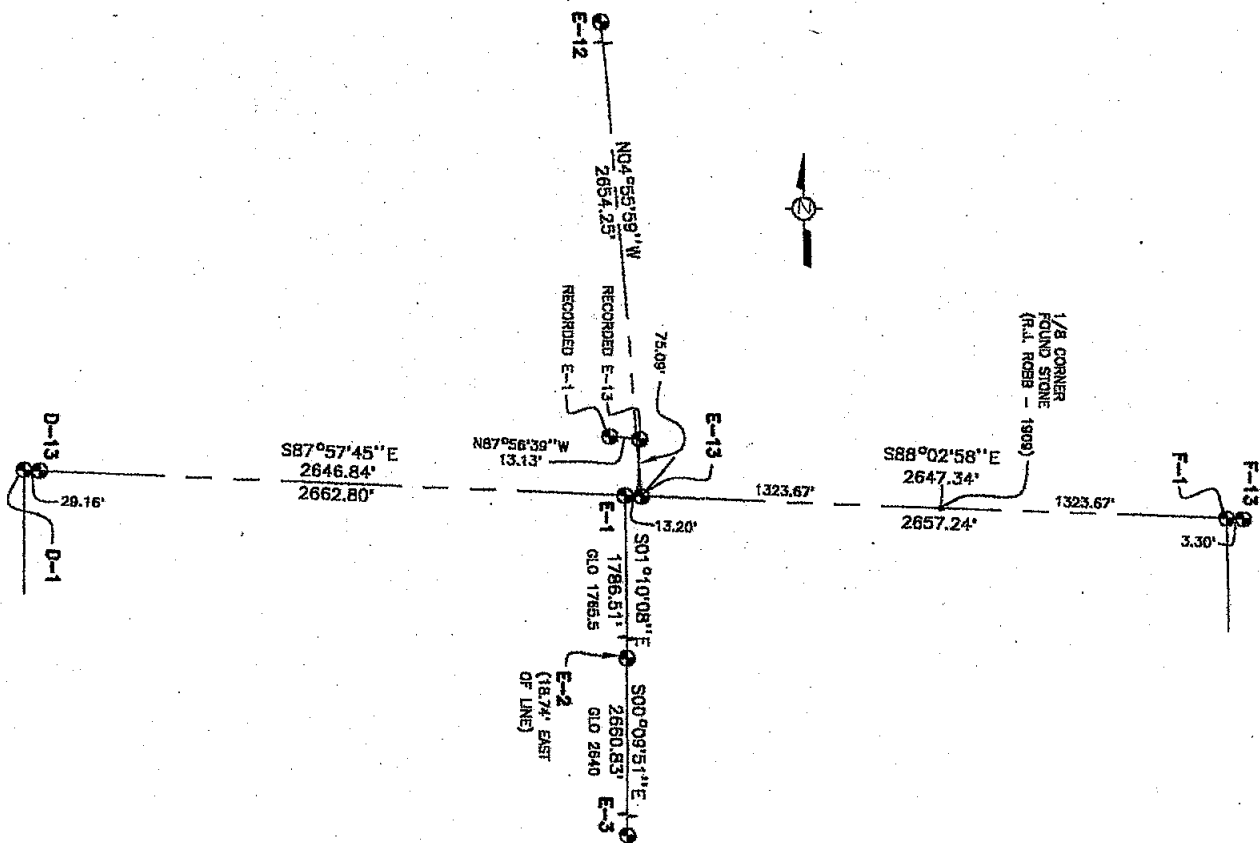 E-12
N04°55'59"W
2654.25'
RECORDED E-13
RECORDED E-1
75.09'
N
1/8 CORNER
FOUND STONE
(R.J. ROBB - 1909)
D-13
29.16'
D-1
S87°57'45"E
2646.84'
2662.80'
N87°56'39"W
13.13'
E-13
E-1
13.20'
1323.67'
S88°02'58"E
2647.34'
2657.24'
1323.67'
F-1
F-13
3.30'
S01°10'08"E
1786.51'
GLO 1765.5
E-2
(18.74' EAST
OF LINE)
S00°09'51"E
2660.83'
GLO 2640
E-3